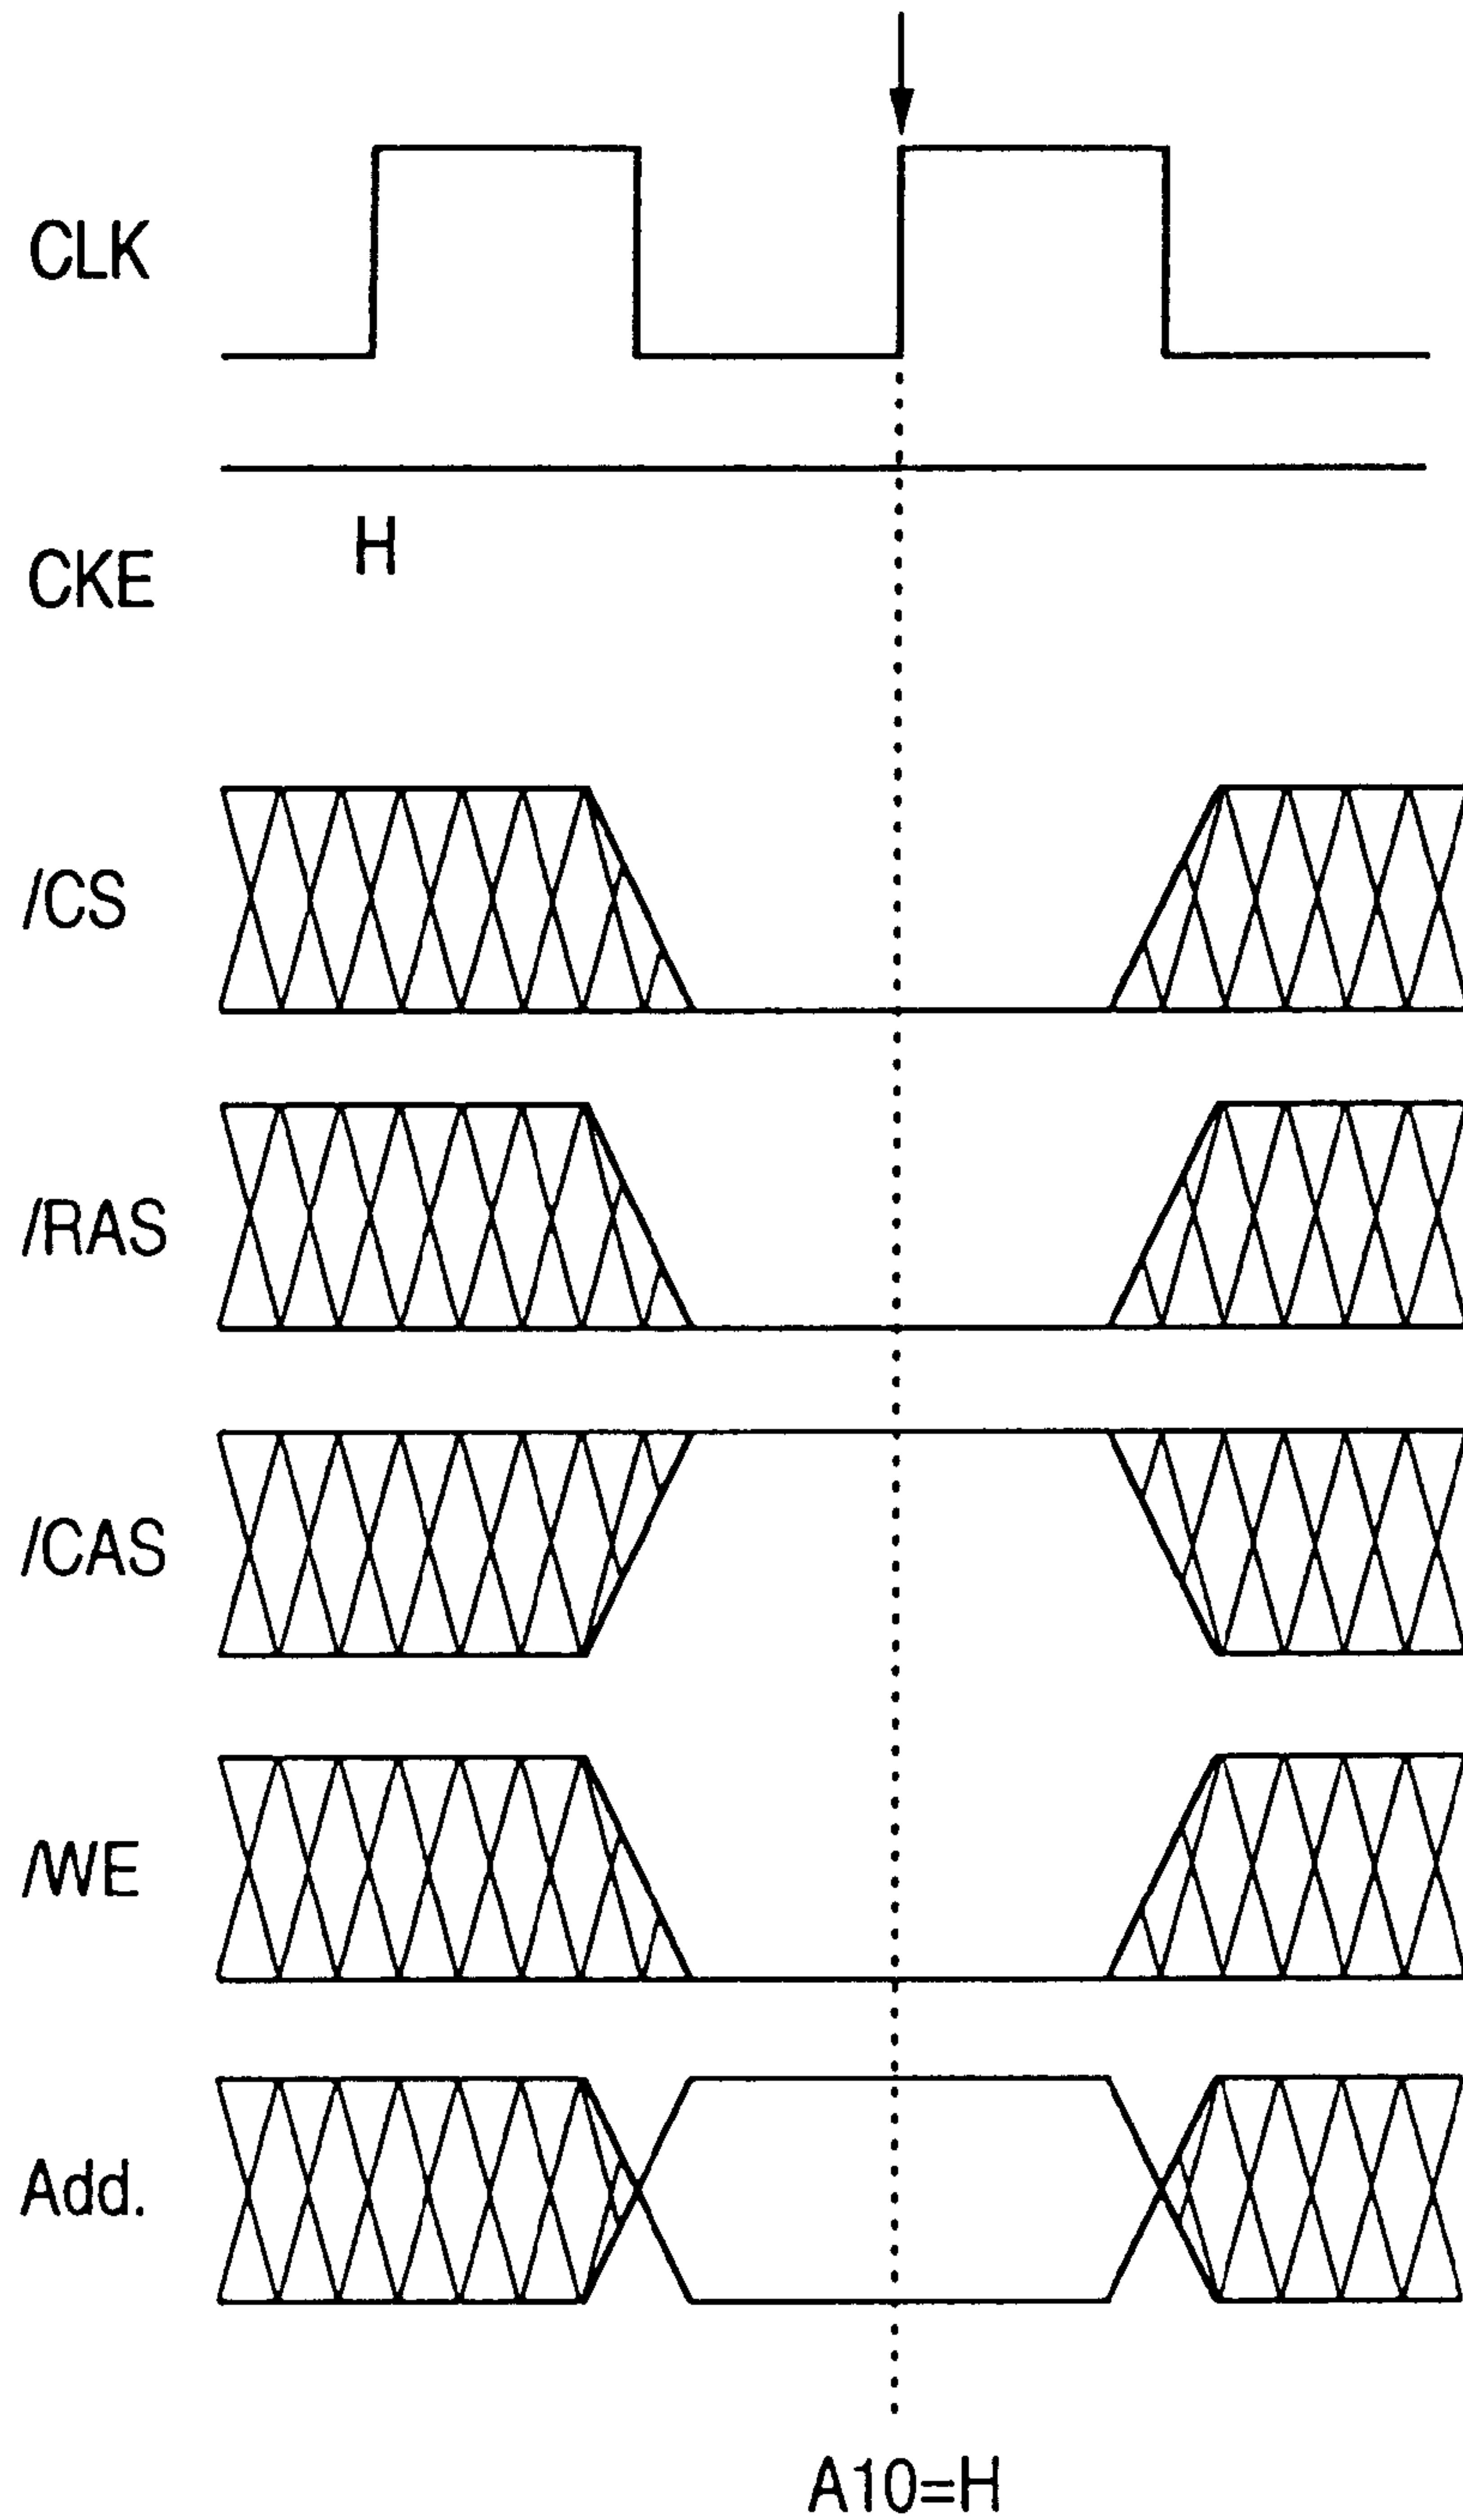 CLK
H
CKE
/CS
/RAS
/CAS
/WE
Add.
A10=H